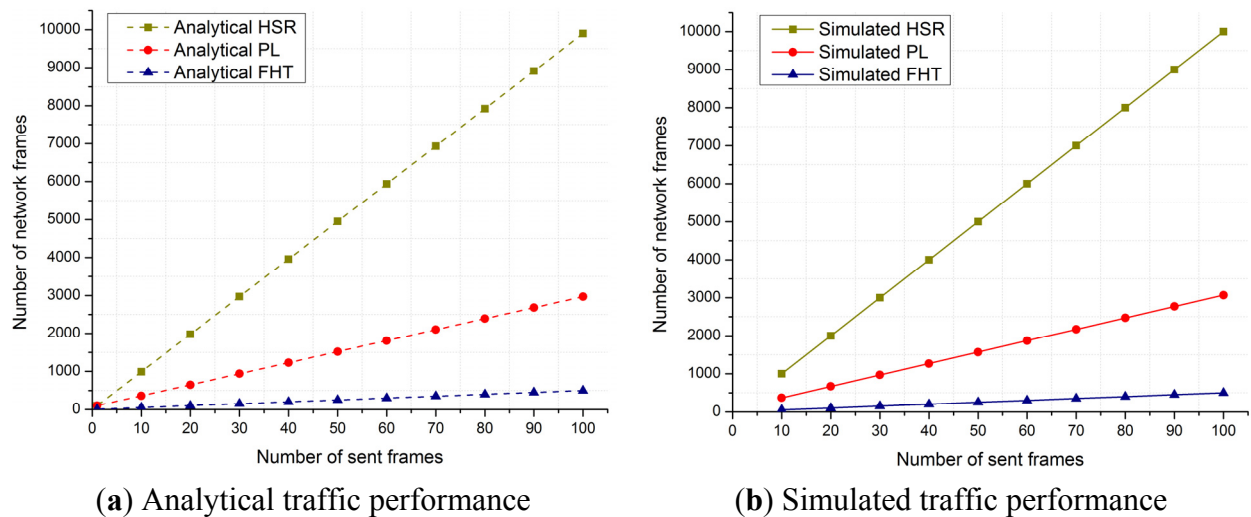 Analytical HSR
Analytical PL
Analytical FHT
10000
9000
8000
7000
6000
5000
4000
3000
2000
1000
0
Number of network frames
0 10 20 30 40 50 60 70 80 90 100
Number of sent frames
(a) Analytical traffic performance
Simulated HSR
Simulated PL
Simulated FHT
10000
9000
8000
7000
6000
5000
4000
3000
2000
1000
0
Number of network frames
0 10 20 30 40 50 60 70 80 90 100
Number of sent frames
(b) Simulated traffic performance